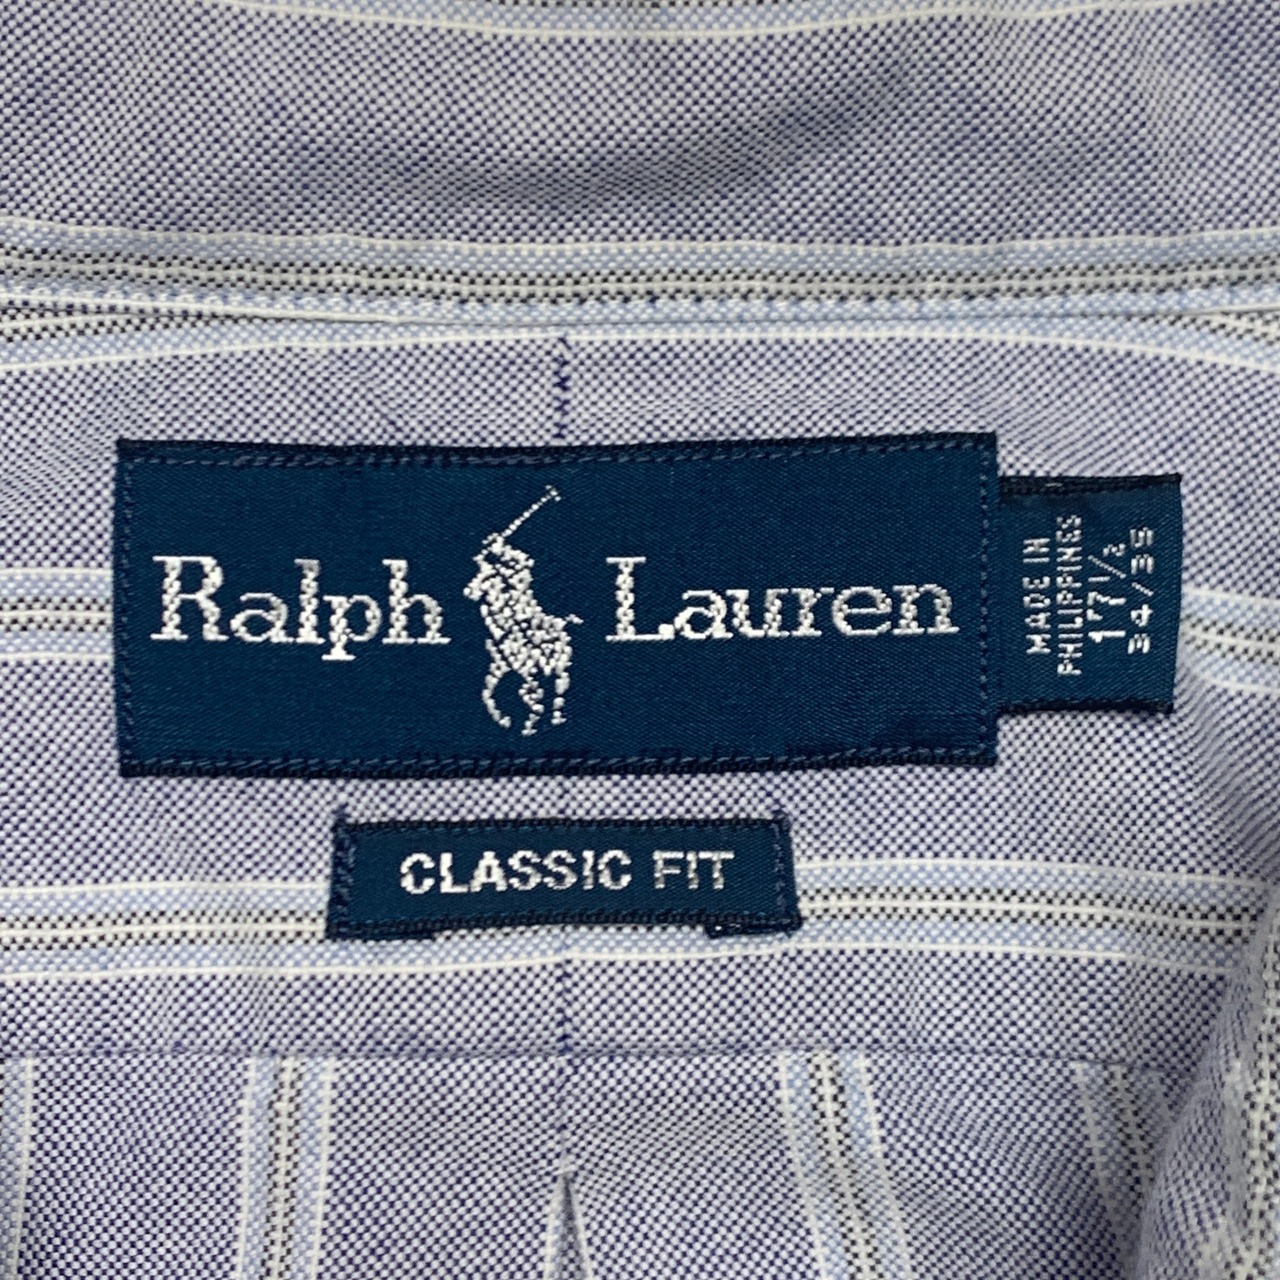 Ralph Lauren
MADE IN
PHILIPPINES
17 1/2
34/35
CLASSIC FIT